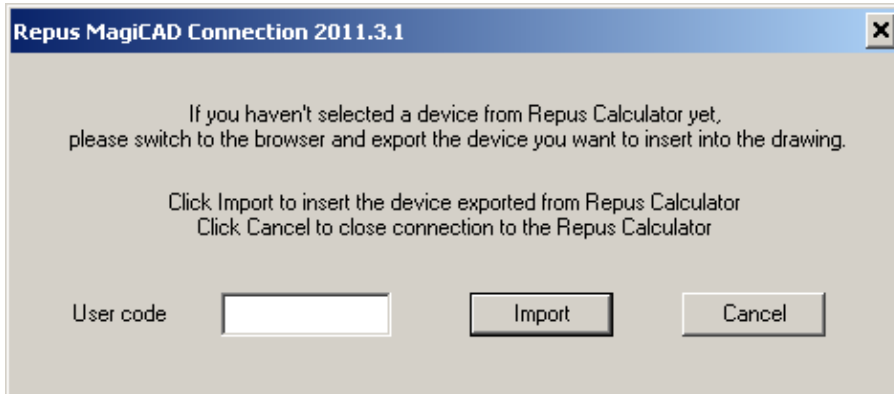 Repus MagiCAD Connection 2011.3.1
If you haven't selected a device from Repus Calculator yet,
please switch to the browser and export the device you want to insert into the drawing.
Click Import to insert the device exported from Repus Calculator
Click Cancel to close connection to the Repus Calculator
User code
Import
Cancel